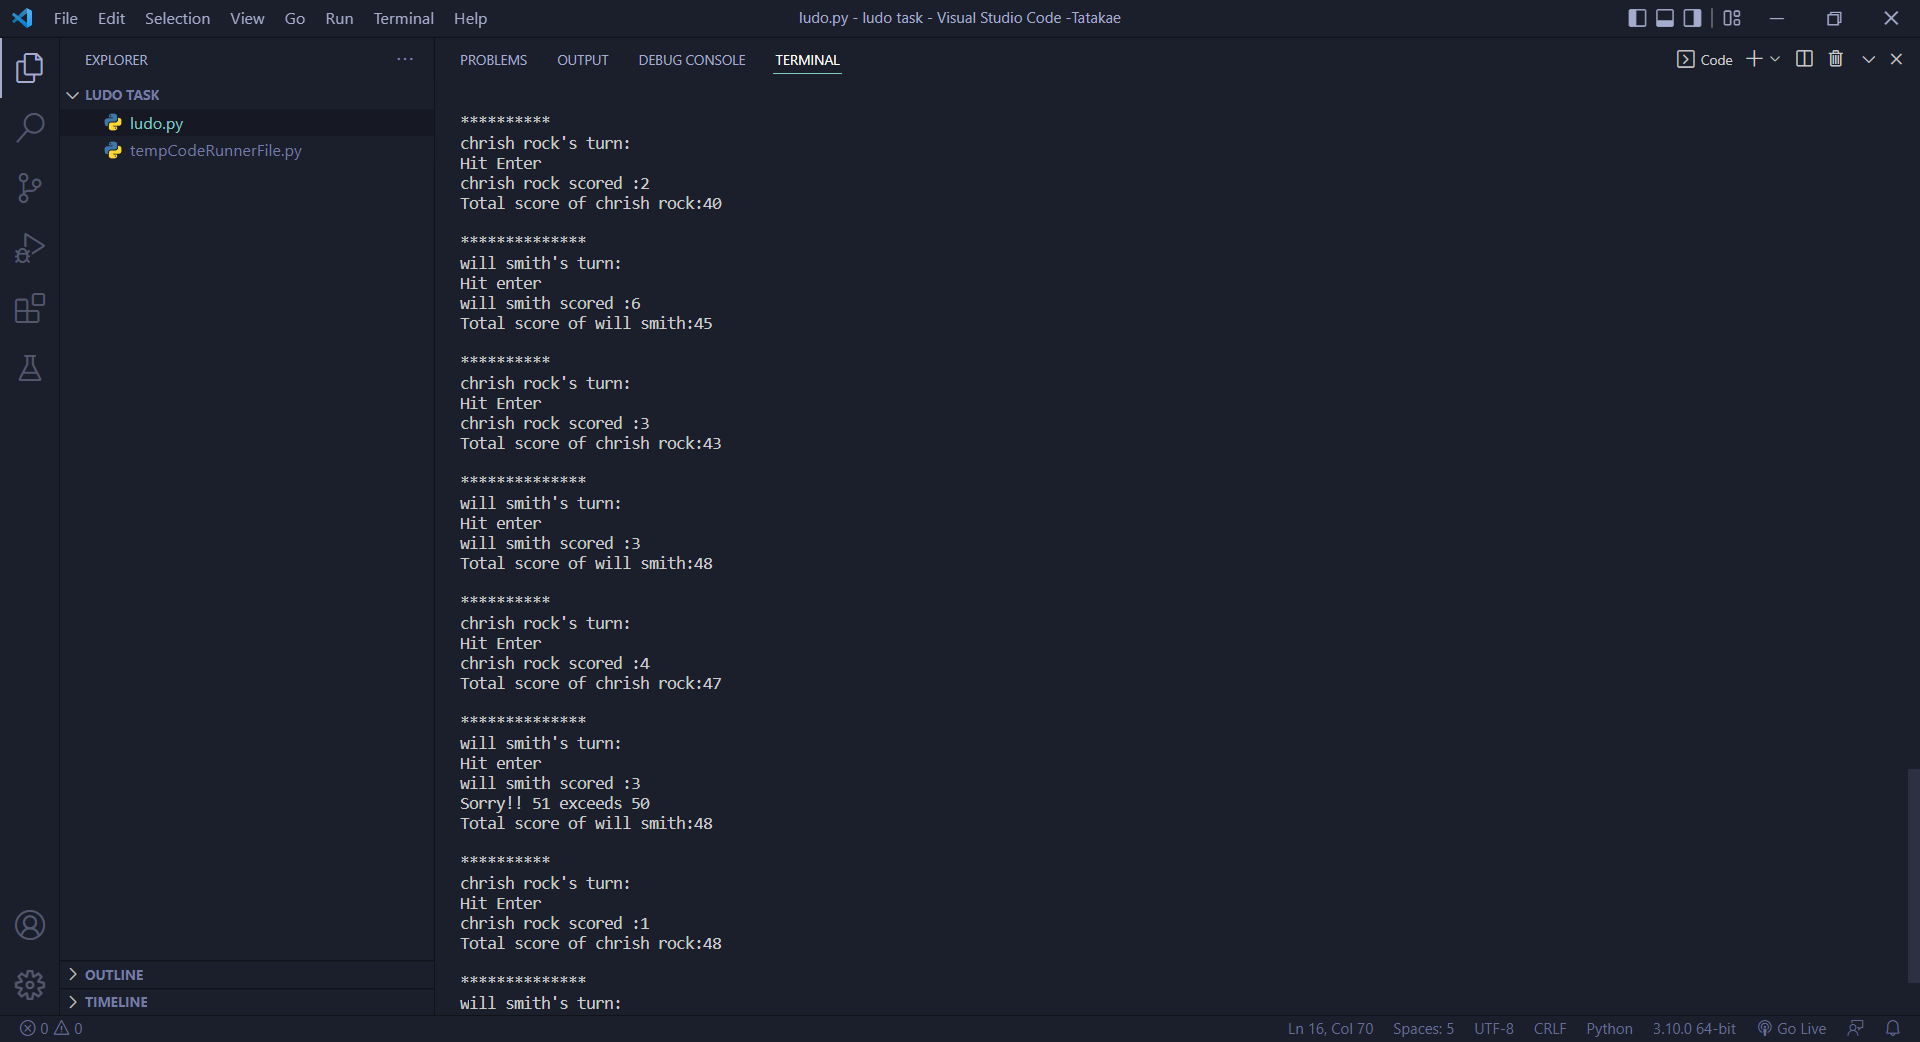 File Edit Selection View Go Run Terminal Help
ludo.py - ludo task - Visual Studio Code -Tatakae
EXPLORER
LUDO TASK
ludo.py
tempCodeRunnerFile.py
OUTLINE
TIMELINE
PROBLEMS OUTPUT DEBUG CONSOLE TERMINAL
Code
**********
chrish rock's turn:
Hit Enter
chrish rock scored :2
Total score of chrish rock:40
**************
will smith's turn:
Hit enter
will smith scored :6
Total score of will smith:45
**********
chrish rock's turn:
Hit Enter
chrish rock scored :3
Total score of chrish rock:43
**************
will smith's turn:
Hit enter
will smith scored :3
Total score of will smith:48
**********
chrish rock's turn:
Hit Enter
chrish rock scored :4
Total score of chrish rock:47
**************
will smith's turn:
Hit enter
will smith scored :3
Sorry!! 51 exceeds 50
Total score of will smith:48
**********
chrish rock's turn:
Hit Enter
chrish rock scored :1
Total score of chrish rock:48
**************
will smith's turn:
0 0
Ln 16, Col 70 Spaces: 5 UTF-8 CRLF Python 3.10.0 64-bit Go Live